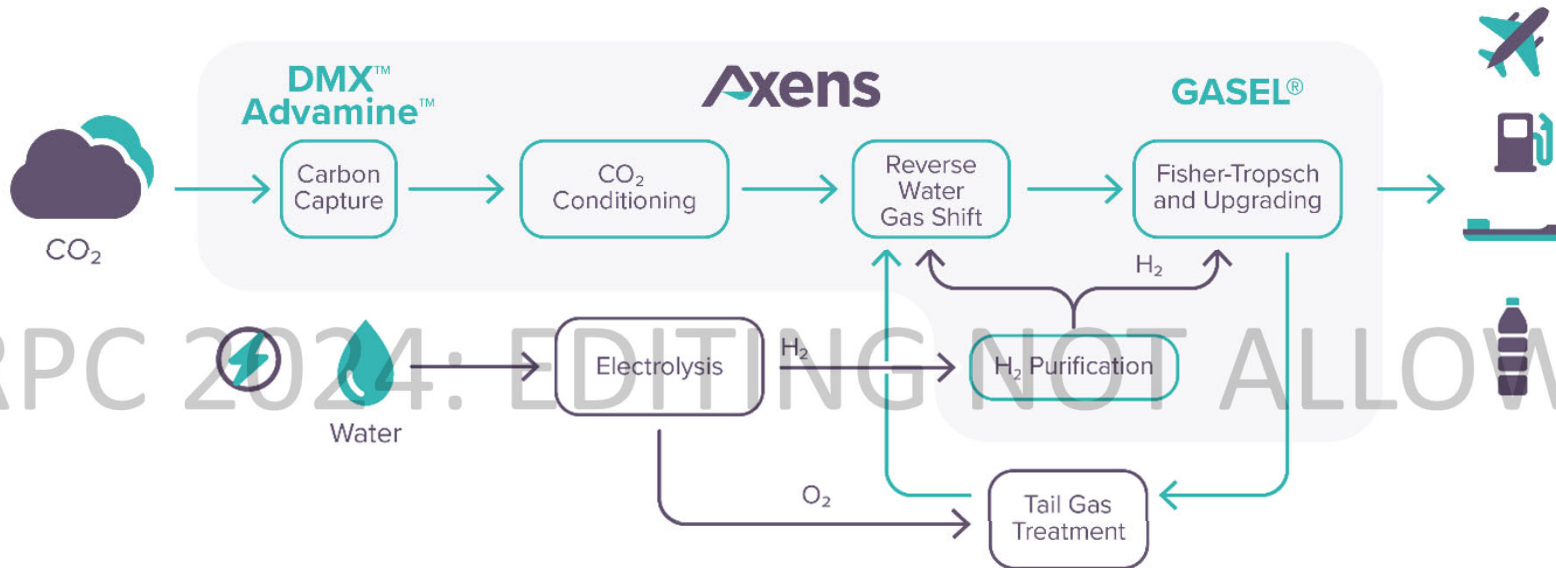 DMX™
Advamine™
Axens
GASEL®
Carbon
Capture
CO₂
Conditioning
Reverse
Water
Gas Shift
Fisher-Tropsch
and Upgrading
CO₂
H₂
RPC 2024: EDITING NOT ALLOW
Electrolysis
H₂
H₂ Purification
Water
O₂
Tail Gas
Treatment